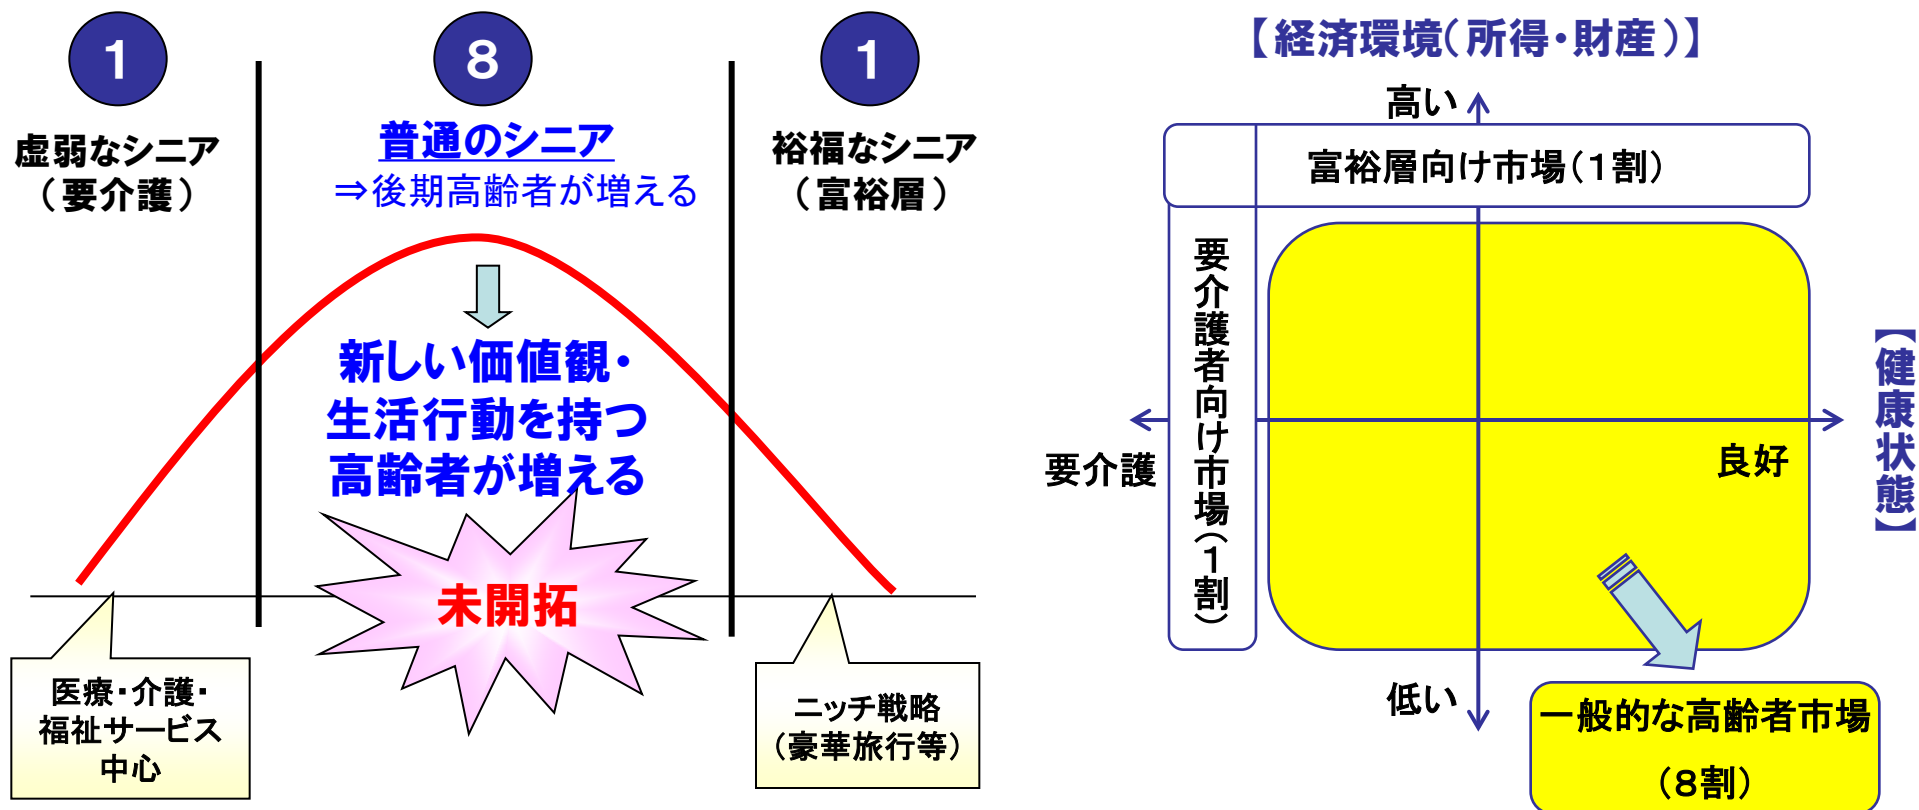 1
8
1
虚弱なシニア
（要介護）
普通のシニア
⇒後期高齢者が増える
裕福なシニア
（富裕層）
新しい価値観・
生活行動を持つ
高齢者が増える
未開拓
医療・介護・
福祉サービス
中心
ニッチ戦略
（豪華旅行等）
【経済環境（所得・財産）】
高い
富裕層向け市場（１割）
要介護者向け市場（１割）
【健康状態】
要介護
良好
低い
一般的な高齢者市場
（８割）